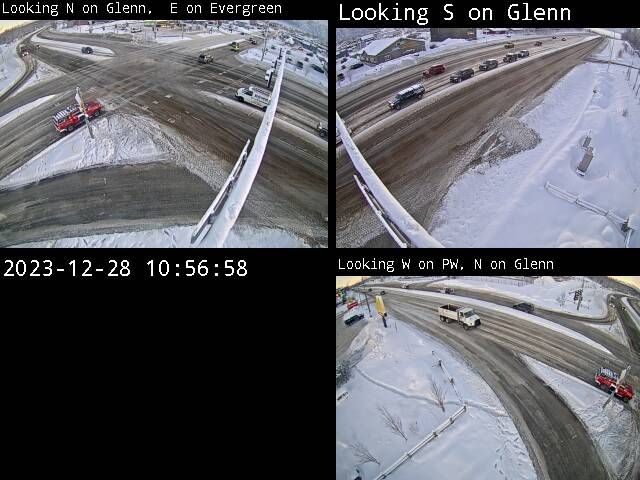 Looking N on Glenn,  E on Evergreen
Looking S on Glenn
2023-12-28 10:56:58
Looking W on PW, N on Glenn